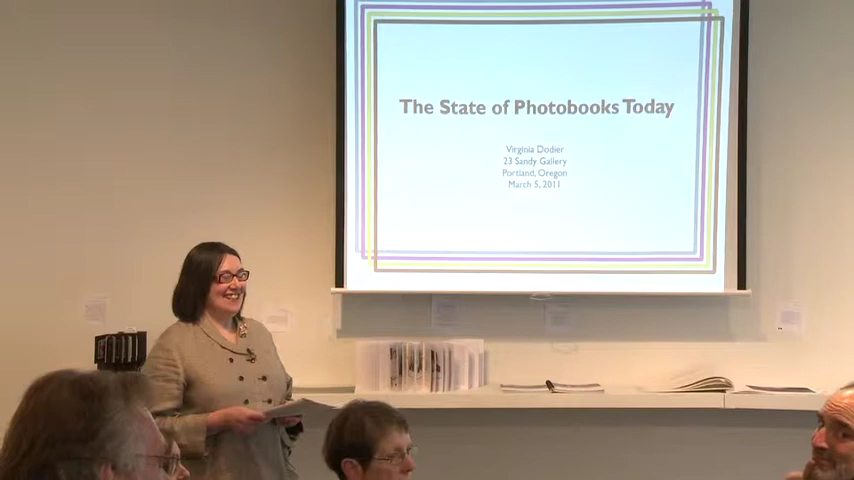 The State of Photobooks Today
Virginia Dodier
23 Sandy Gallery
Portland, Oregon
March 5, 2011